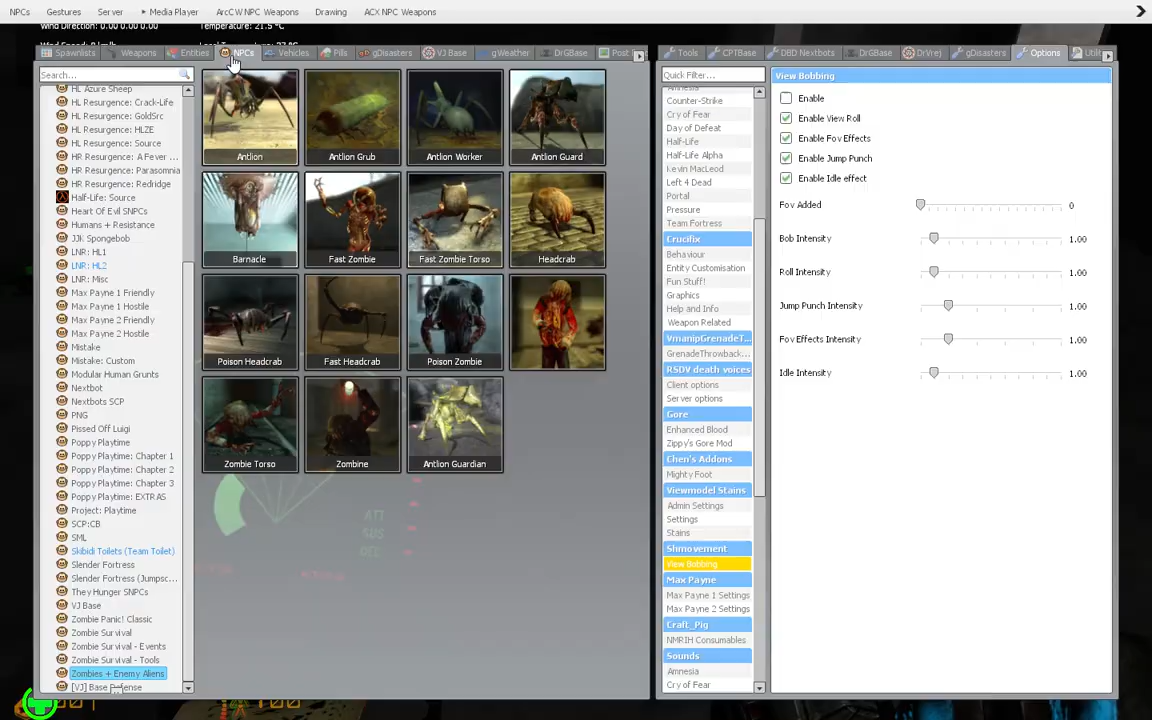 NPCs Gestures Server Media Player ArcCW NPC Weapons Drawing ACX NPC Weapons
Wind Direction: 0.00 0.00 0.00 Temperature: 21.5
Spawnlists Weapons Entities NPCs Vehicles Pills gDisasters VJ Base gWeather DrGBase Post
Search...
HL Azure Sheep
HL Resurgence: Crack-Life
HL Resurgence: GoldSrc
HL Resurgence: HLZE
HL Resurgence: Source
HR Resurgence: A Fever ...
HR Resurgence: Parasomnia
HR Resurgence: Redridge
Half-Life: Source
Heart Of Evil SNPCs
Humans + Resistance
JJK Spongebob
LNR: HL1
LNR: HL2
LNR: Misc
Max Payne 1 Friendly
Max Payne 1 Hostile
Max Payne 2 Friendly
Max Payne 2 Hostile
Mistake
Mistake: Custom
Modular Human Grunts
Nextbot
Nextbots SCP
PNG
Pissed Off Luigi
Poppy Playtime
Poppy Playtime: Chapter 1
Poppy Playtime: Chapter 2
Poppy Playtime: Chapter 3
Poppy Playtime: EXTRAS
Project: Playtime
SCP:CB
SML
Skibidi Toilets (Team Toilet)
Slender Fortress
Slender Fortress (Jumpsc...
They Hunger SNPCs
VJ Base
Zombie Panic! Classic
Zombie Survival
Zombie Survival - Events
Zombie Survival - Tools
Zombies + Enemy Aliens
[VJ] Base Defense
Antlion Antlion Grub Antlion Worker Antlion Guard
Barnacle Fast Zombie Fast Zombie Torso Headcrab
Poison Headcrab Fast Headcrab Poison Zombie
Zombie Torso Zombine Antlion Guardian
Tools CPTBase DBD Nextbots DrGBase DrVrej gDisasters Options
Quick Filter...
Amnesia
Counter-Strike
Cry of Fear
Day of Defeat
Half-Life
Half-Life Alpha
Kevin MacLeod
Left 4 Dead
Portal
Pressure
Team Fortress
Crucifix
Behaviour
Entity Customisation
Fun Stuff!
Graphics
Help and Info
Weapon Related
VmanipGrenadeT...
GrenadeThrowback...
RSDV death voices
Client options
Server options
Gore
Enhanced Blood
Zippy's Gore Mod
Chen's Addons
Mighty Foot
Viewmodel Stains
Admin Settings
Settings
Stains
Shmovement
View Bobbing
Max Payne
Max Payne 1 Settings
Max Payne 2 Settings
Craft_Pig
NMRIH Consumables
Sounds
Amnesia
Cry of Fear
View Bobbing
Enable
Enable View Roll
Enable Fov Effects
Enable Jump Punch
Enable Idle effect
Fov Added 0
Bob Intensity 1.00
Roll Intensity 1.00
Jump Punch Intensity 1.00
Fov Effects Intensity 1.00
Idle Intensity 1.00